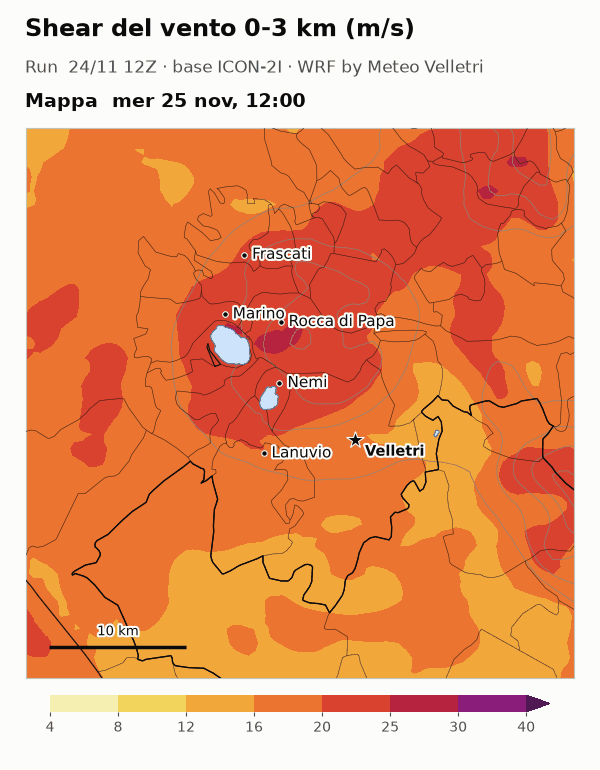 Shear del vento 0-3 km (m/s)
Run  24/11 12Z · base ICON-2I · WRF by Meteo Velletri
Mappa  mer 25 nov, 12:00
Frascati
Marino
Rocca di Papa
Nemi
Velletri
Lanuvio
10 km
4 8 12 16 20 25 30 40